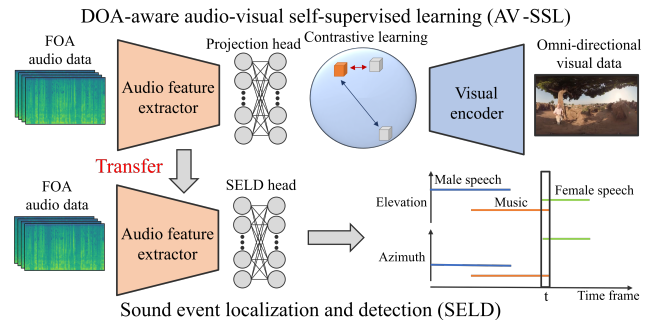 DOA-aware audio-visual self-supervised learning (AV-SSL)
FOA
audio data
Audio feature
extractor
Projection head
Contrastive learning
Visual
encoder
Omni-directional
visual data
Transfer
FOA
audio data
Audio feature
extractor
SELD head
Elevation
Azimuth
Male speech
Music
Female speech
t
Time frame
Sound event localization and detection (SELD)